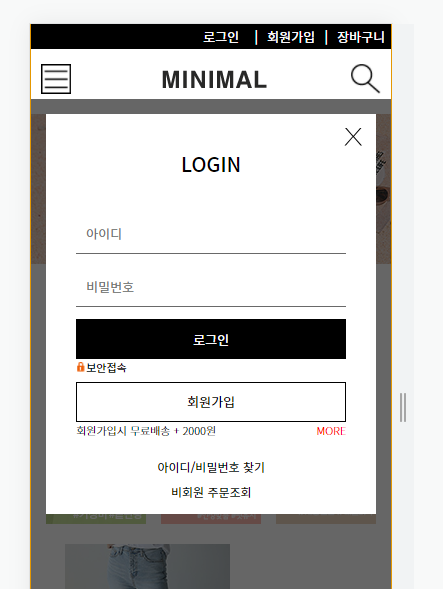 로그인 | 회원가입 | 장바구니
MINIMAL
LOGIN
아이디
비밀번호
로그인
보안접속
회원가입
회원가입시 무료배송 + 2000원 MORE
아이디/비밀번호 찾기
비회원 주문조회